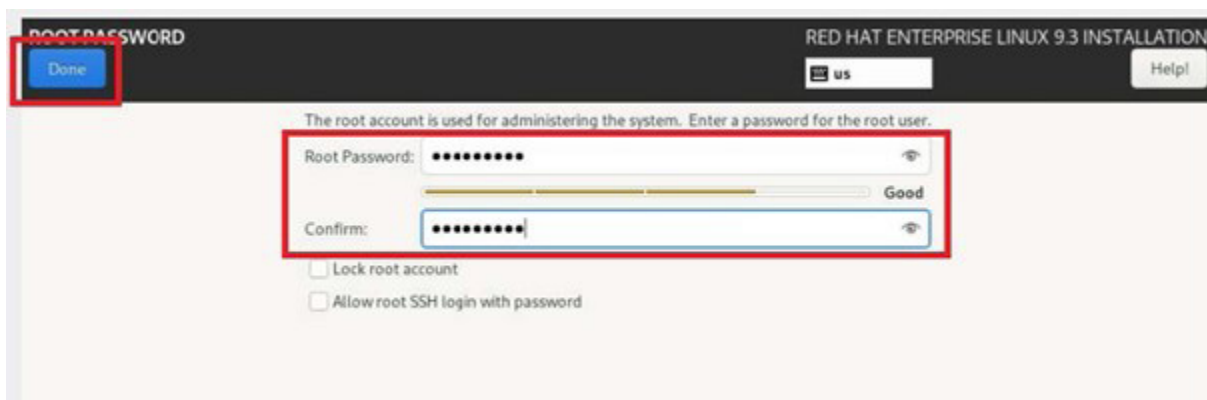 ROOT PASSWORD
RED HAT ENTERPRISE LINUX 9.3 INSTALLATION
Done
us
Help!
The root account is used for administering the system. Enter a password for the root user.
Root Password: •••••••••
Good
Confirm: •••••••••
Lock root account
Allow root SSH login with password